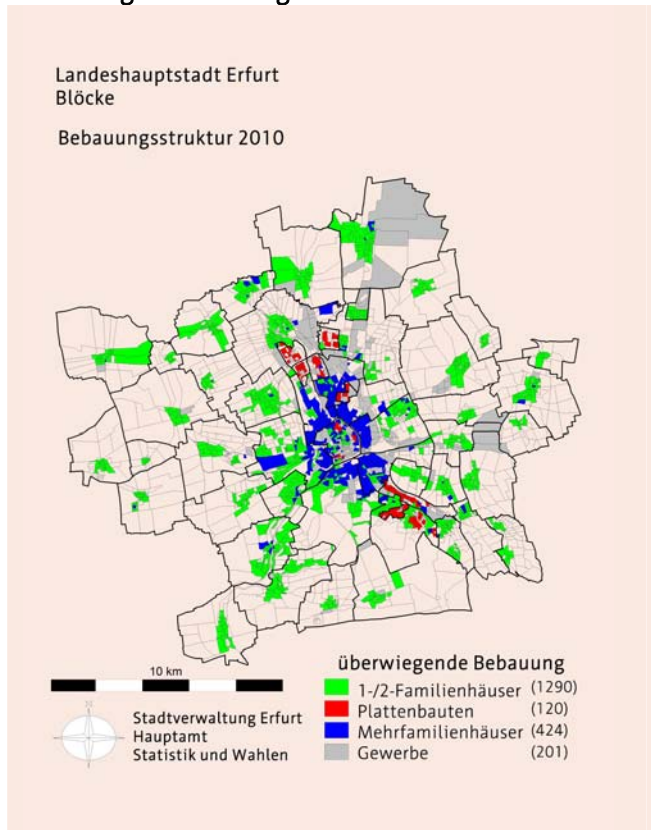 Landeshauptstadt Erfurt
Blöcke
Bebauungsstruktur 2010
10 km
Stadtverwaltung Erfurt
Hauptamt
Statistik und Wahlen
überwiegende Bebauung
1-/2-Familienhäuser (1290)
Plattenbauten (120)
Mehrfamilienhäuser (424)
Gewerbe (201)